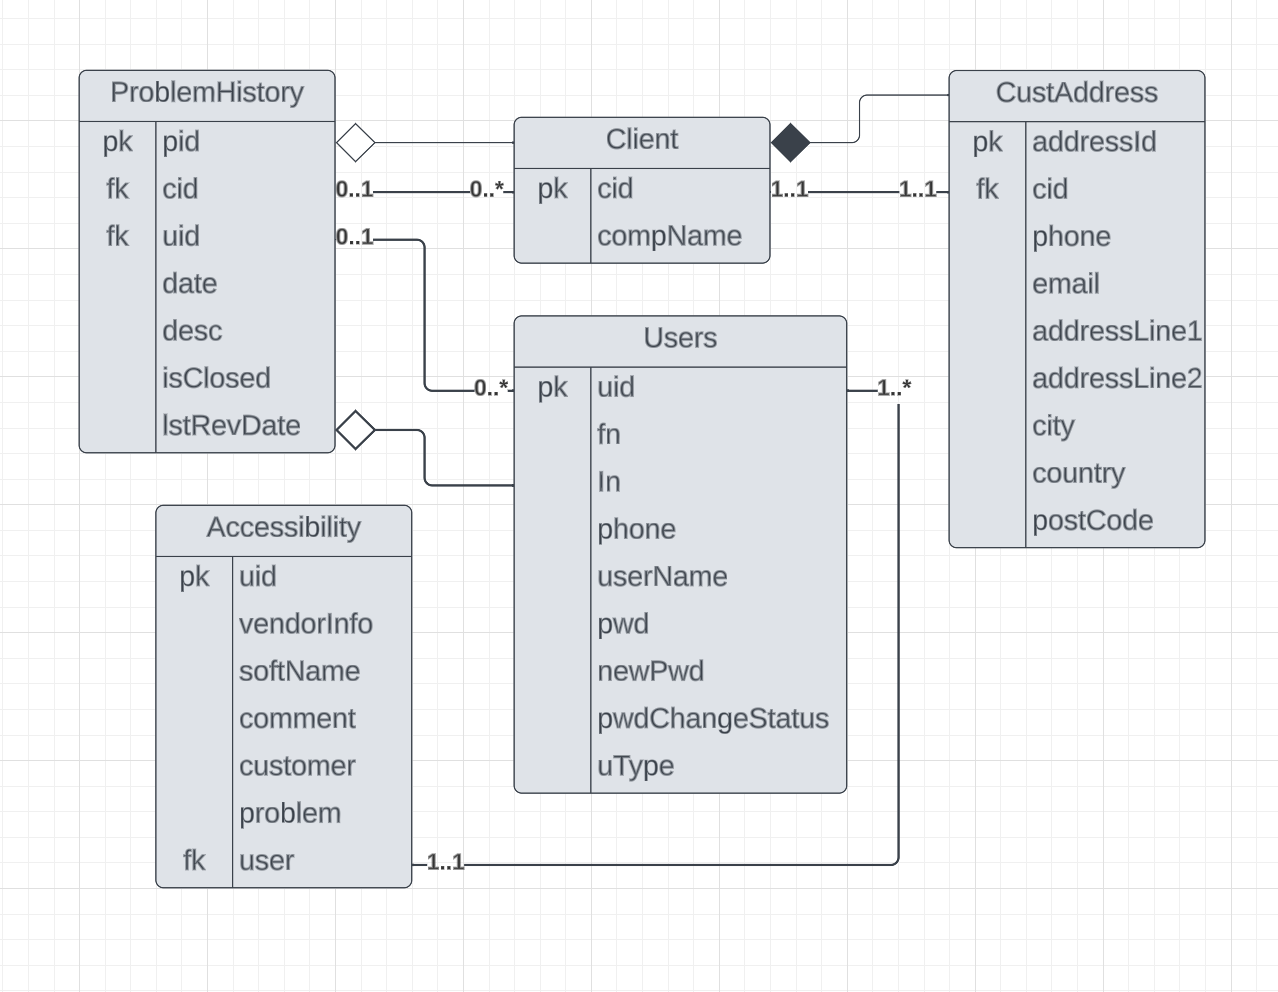 ProblemHistory
pk pid
fk cid
fk uid
date
desc
isClosed
lstRevDate
0..1
0..*
0..1
0..*
Client
pk cid
compName
1..1
1..1
CustAddress
pk addressId
fk cid
phone
email
addressLine1
addressLine2
city
country
postCode
Users
pk uid
fn
ln
phone
userName
pwd
newPwd
pwdChangeStatus
uType
1..*
Accessibility
pk uid
vendorInfo
softName
comment
customer
problem
fk user
1..1